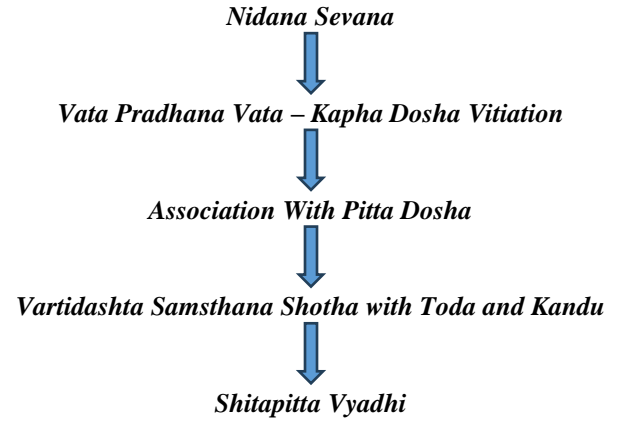 Nidana Sevana
Vata Pradhana Vata – Kapha Dosha Vitiation
Association With Pitta Dosha
Vartidashta Samsthana Shotha with Toda and Kandu
Shitapitta Vyadhi